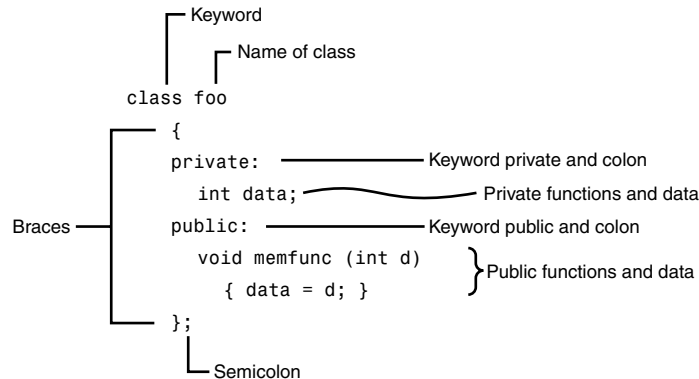 Keyword
Name of class
class foo
{
private: Keyword private and colon
int data; Private functions and data
Braces public: Keyword public and colon
void memfunc (int d)
Public functions and data
{ data = d; }
};
Semicolon